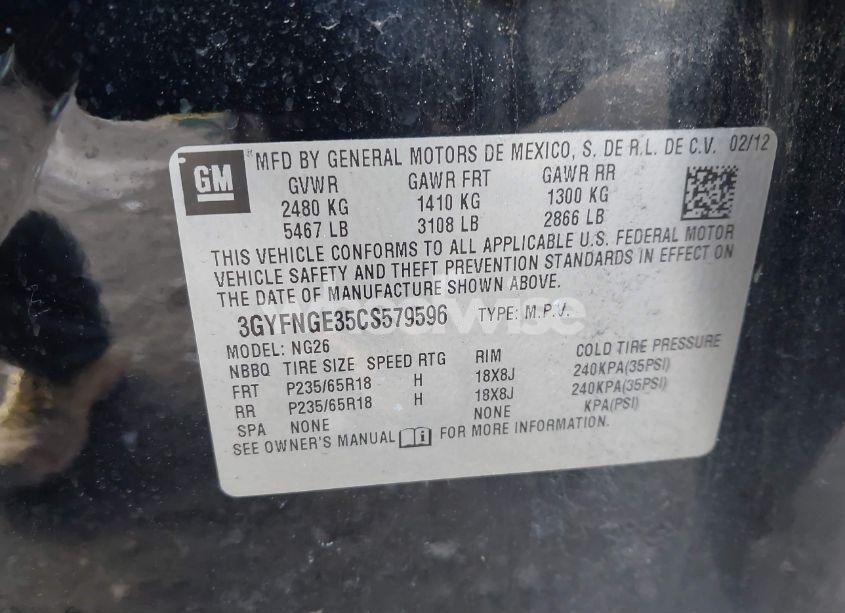 GM
MFD BY GENERAL MOTORS DE MEXICO, S. DE R.L. DE C.V. 02/12
GVWR GAWR FRT GAWR RR
2480 KG 1410 KG 1300 KG
5467 LB 3108 LB 2866 LB
THIS VEHICLE CONFORMS TO ALL APPLICABLE U.S. FEDERAL MOTOR
VEHICLE SAFETY AND THEFT PREVENTION STANDARDS IN EFFECT ON
THE DATE OF MANUFACTURE SHOWN ABOVE.
3GYFNGE35CS579596 TYPE: M.P.V.
MODEL: NG26
NBBQ TIRE SIZE SPEED RTG RIM COLD TIRE PRESSURE
FRT P235/65R18 H 18X8J 240KPA(35PSI)
RR P235/65R18 H 18X8J 240KPA(35PSI)
SPA NONE NONE KPA(PSI)
SEE OWNER'S MANUAL FOR MORE INFORMATION.